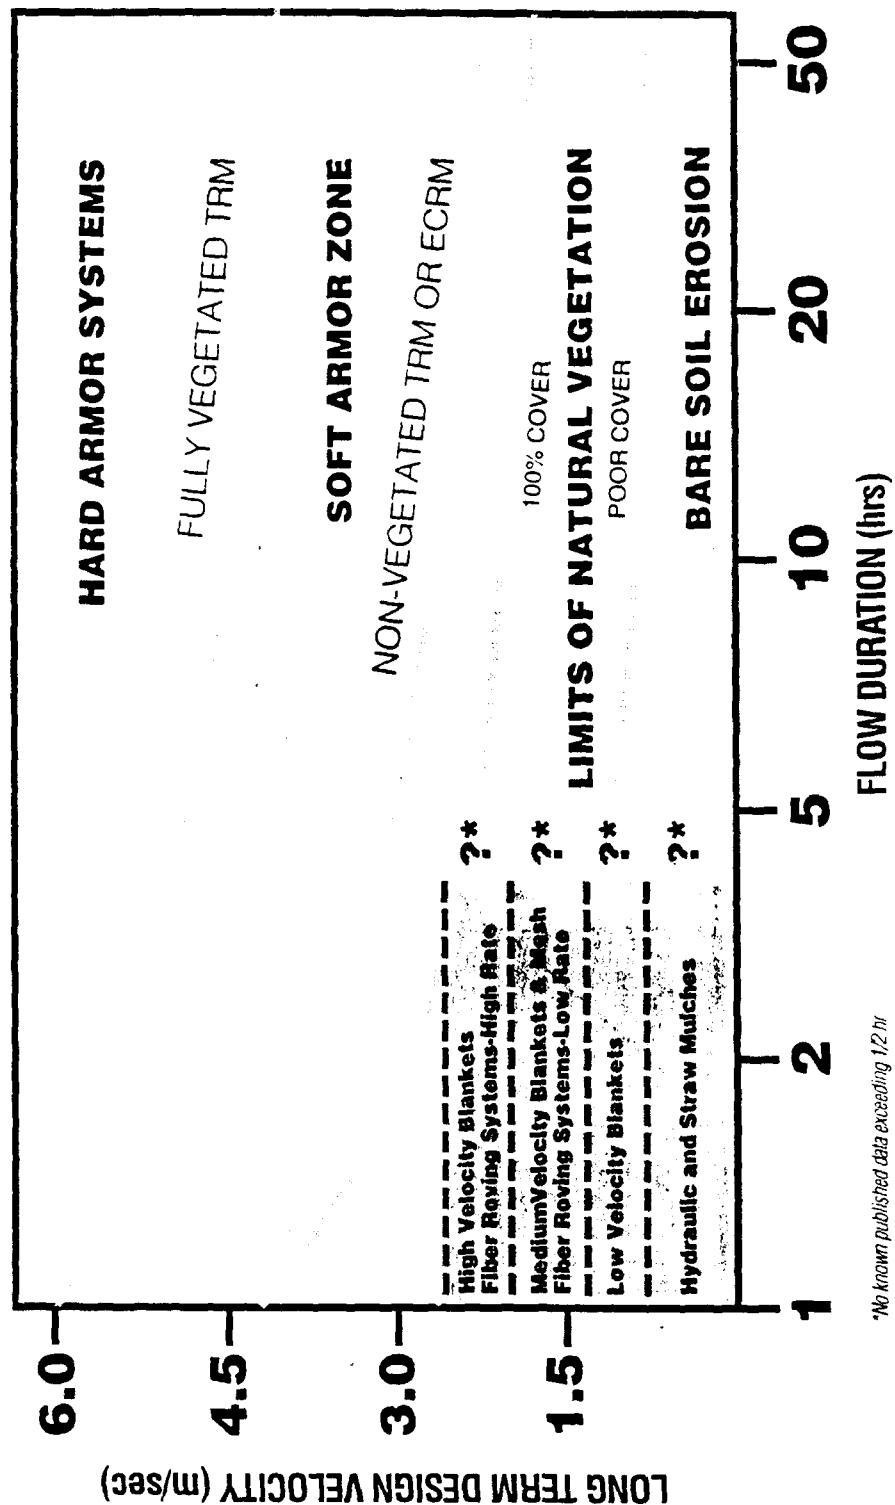 LONG TERM DESIGN VELOCITY (m/sec)
6.0
4.5
3.0
1.5
HARD ARMOR SYSTEMS
FULLY VEGETATED TRM
SOFT ARMOR ZONE
NON-VEGETATED TRM OR ECRM
High Velocity Blankets
Fiber Roving Systems-High Rate
?*
MediumVelocity Blankets & Mesh
Fiber Roving Systems-Low Rate
?*
100% COVER
LIMITS OF NATURAL VEGETATION
Low Velocity Blankets
?*
POOR COVER
Hydraulic and Straw Mulches
?*
BARE SOIL EROSION
1
2
5
10
20
50
FLOW DURATION (hrs)
*No known published data exceeding 1/2 hr